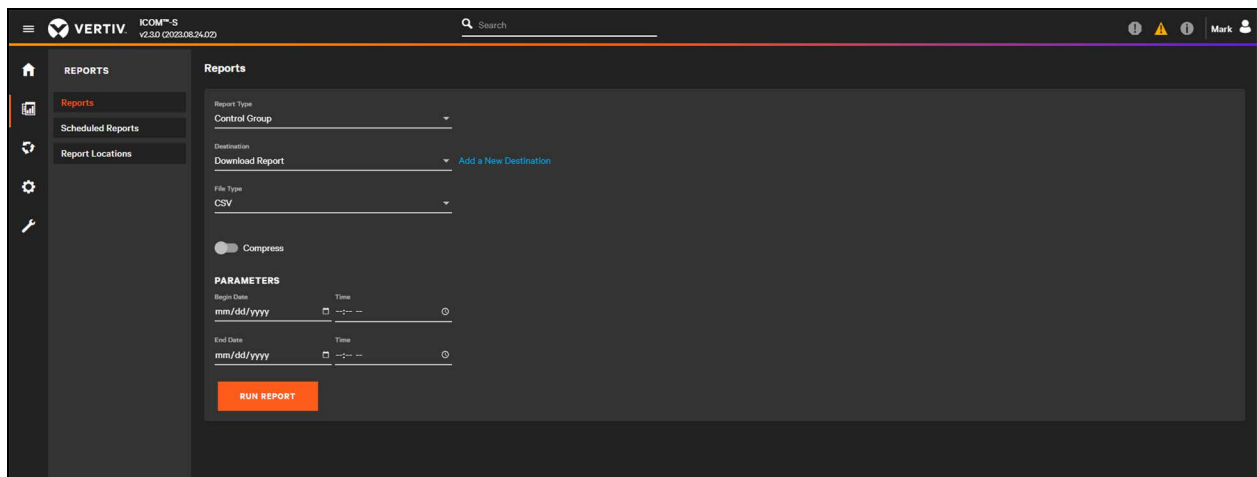 VERTIV.
ICOM™-S
v2.3.0 (2023.08.24.02)
Search
Mark
REPORTS
Reports
Scheduled Reports
Report Locations
Reports
Report Type
Control Group
Destination
Download Report
Add a New Destination
File Type
CSV
Compress
PARAMETERS
Begin Date Time
mm/dd/yyyy --:-- --
End Date Time
mm/dd/yyyy --:-- --
RUN REPORT